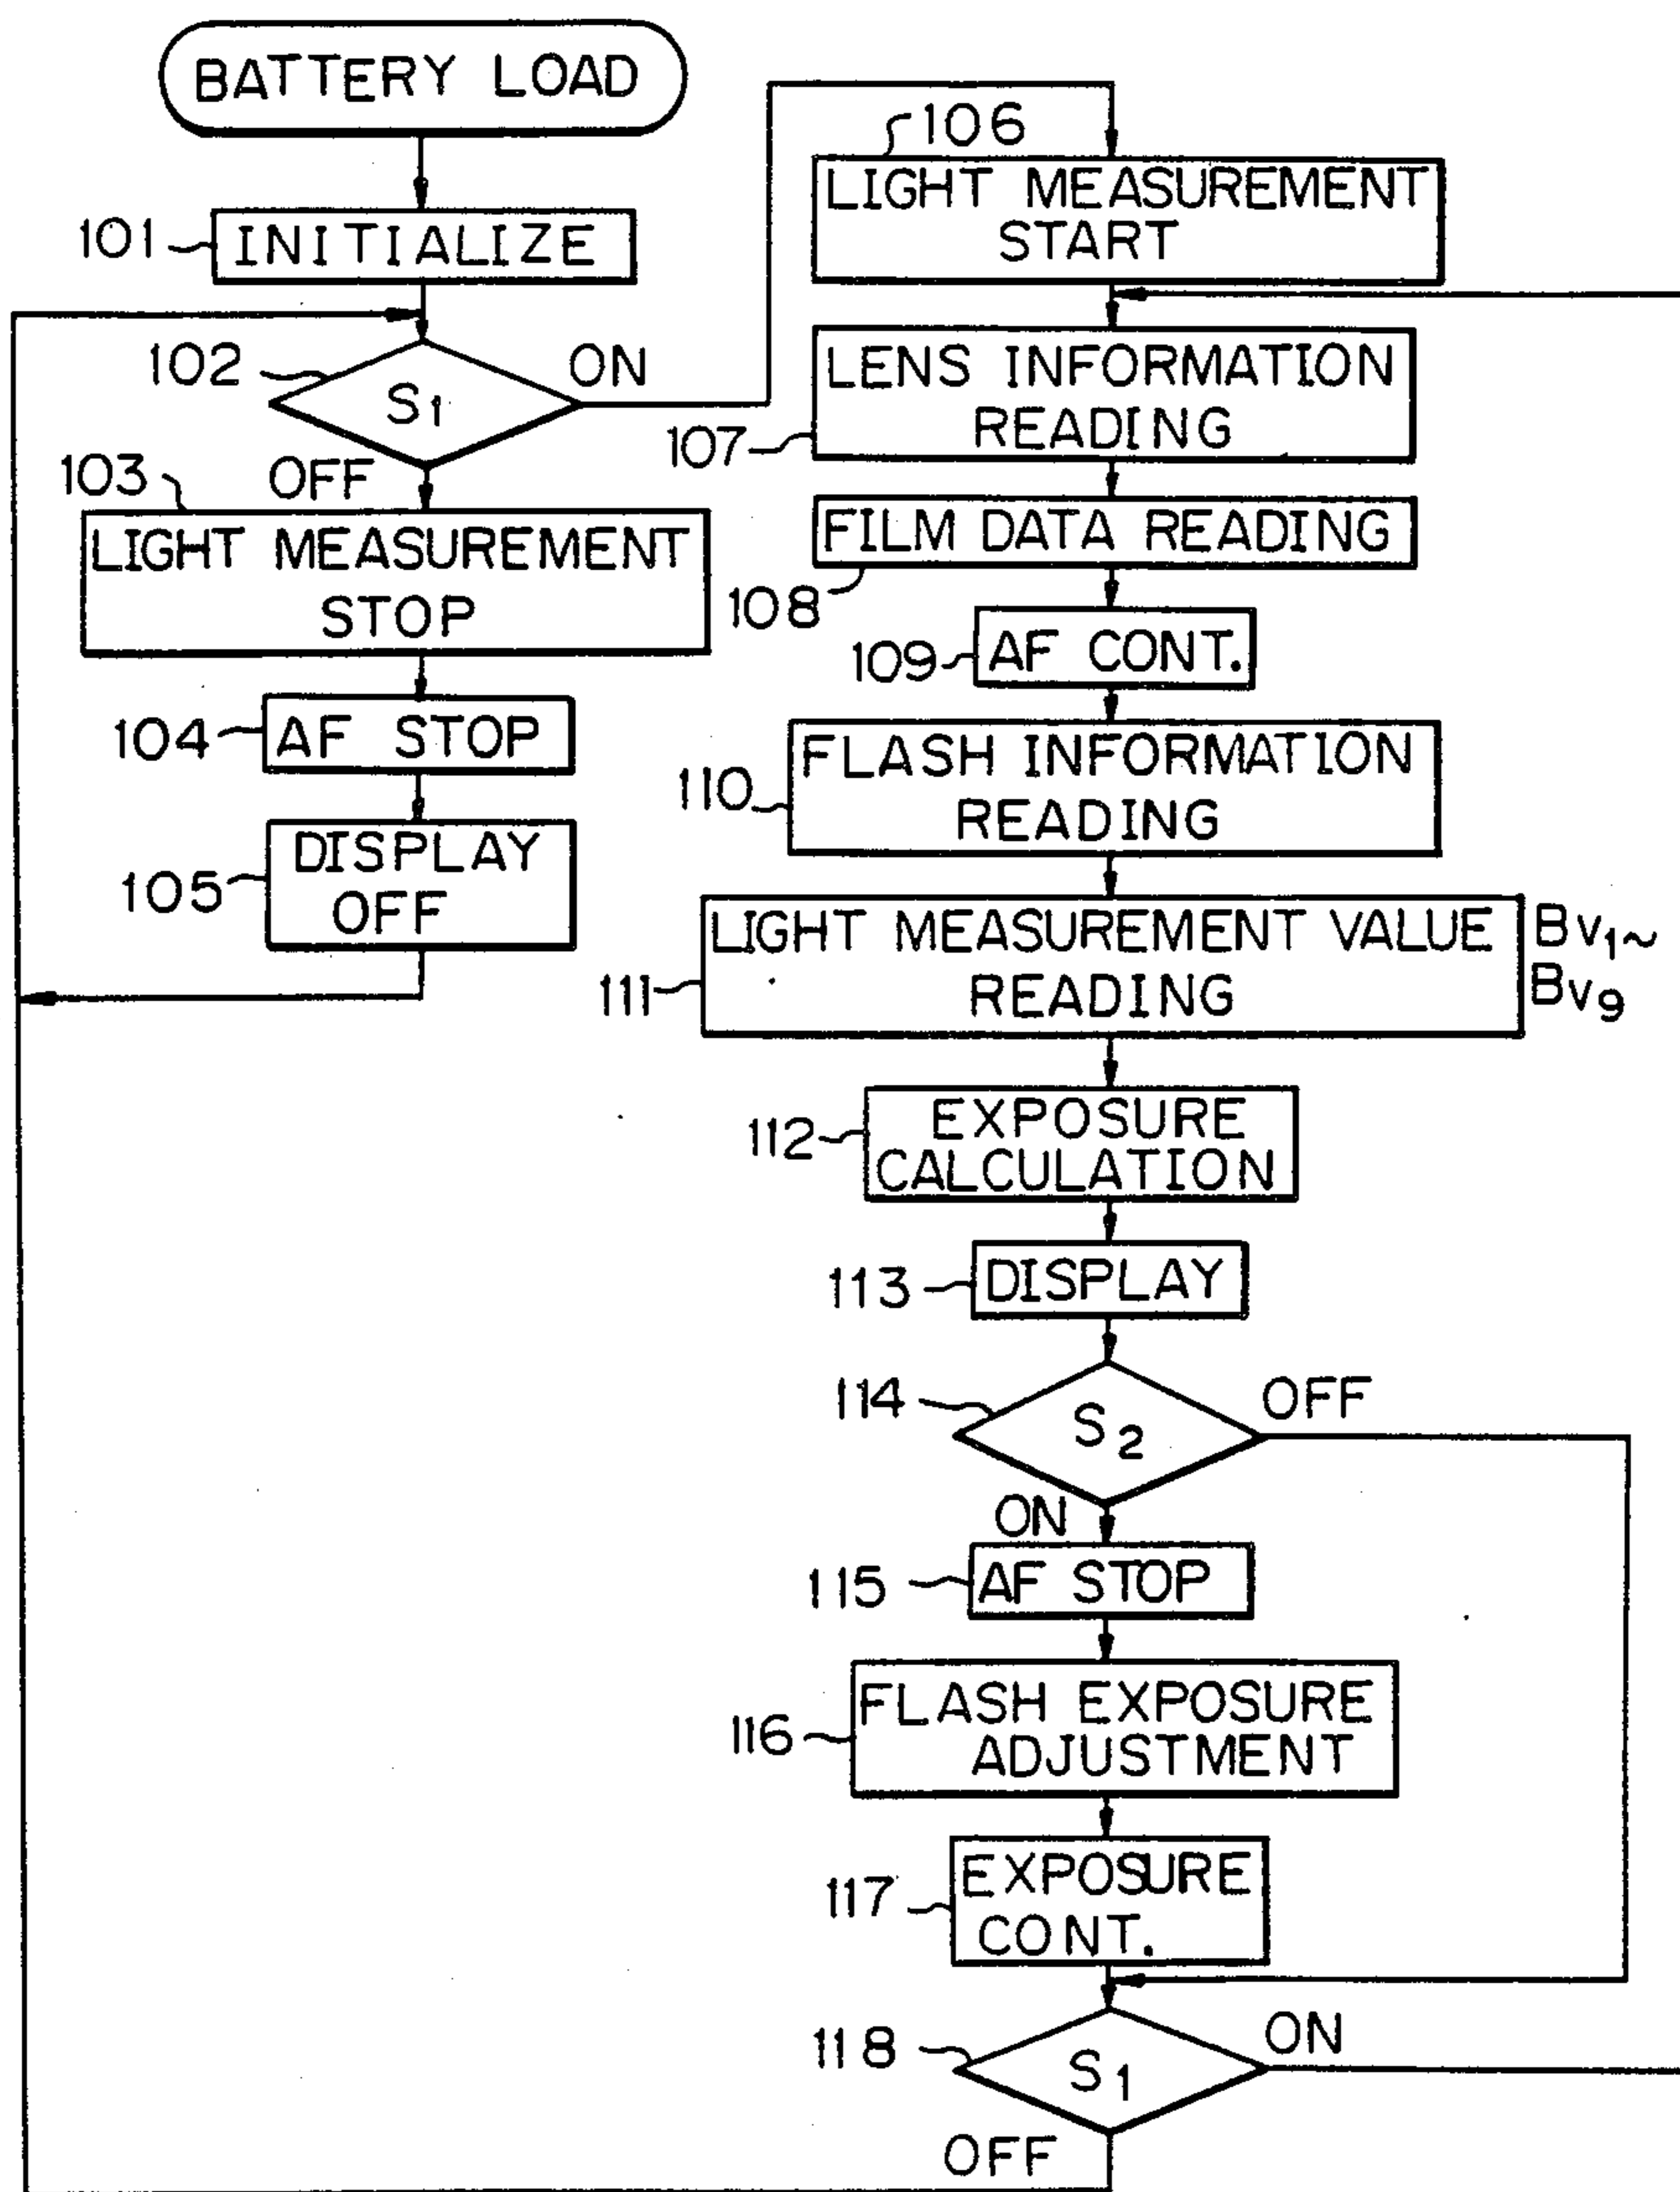 BATTERY LOAD
101
INITIALIZE
102
S1
ON
OFF
103
LIGHT MEASUREMENT
STOP
104
AF STOP
105
DISPLAY
OFF
106
LIGHT MEASUREMENT
START
LENS INFORMATION
READING
107
FILM DATA READING
108
109
AF CONT.
FLASH INFORMATION
110
READING
LIGHT MEASUREMENT VALUE
READING
111
Bv1~
Bv9
EXPOSURE
112
CALCULATION
113
DISPLAY
114
S2
OFF
ON
115
AF STOP
FLASH EXPOSURE
116
ADJUSTMENT
EXPOSURE
117
CONT.
118
S1
ON
OFF